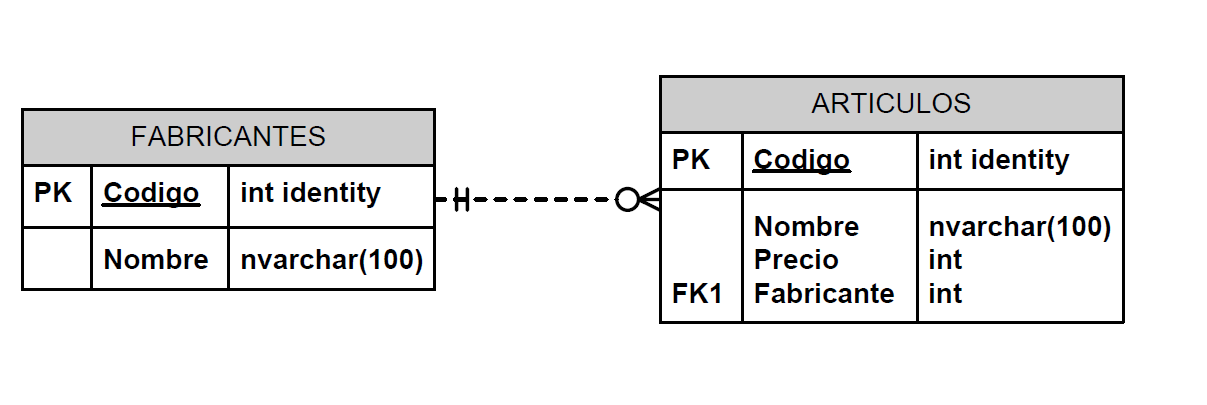 FABRICANTES
PK Codigo int identity
Nombre nvarchar(100)
ARTICULOS
PK Codigo int identity
Nombre nvarchar(100)
Precio int
FK1 Fabricante int